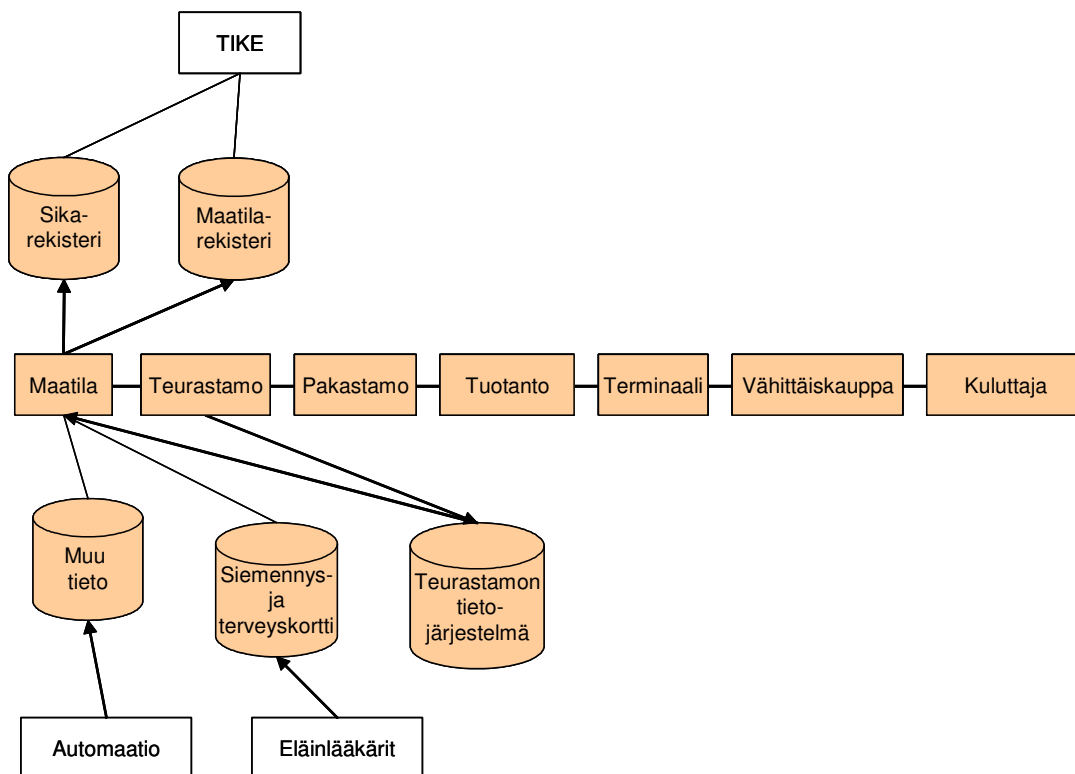 TIKE
Sika-
rekisteri
Maatila-
rekisteri
Maatila
Teurastamo
Pakastamo
Tuotanto
Terminaali
Vähittäiskauppa
Kuluttaja
Muu
tieto
Siemennys-
ja
terveyskortti
Teurastamon
tieto-
järjestelmä
Automaatio
Eläinlääkärit